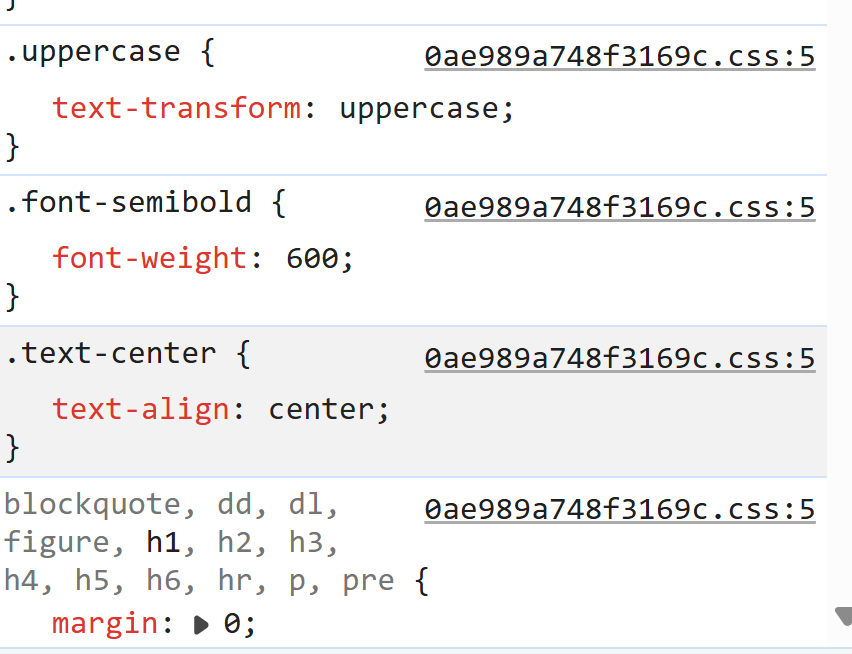 }
.uppercase { 0ae989a748f3169c.css:5
text-transform: uppercase;
}
.font-semibold { 0ae989a748f3169c.css:5
font-weight: 600;
}
.text-center { 0ae989a748f3169c.css:5
text-align: center;
}
blockquote, dd, dl, 0ae989a748f3169c.css:5
figure, h1, h2, h3,
h4, h5, h6, hr, p, pre {
margin: ▶ 0;